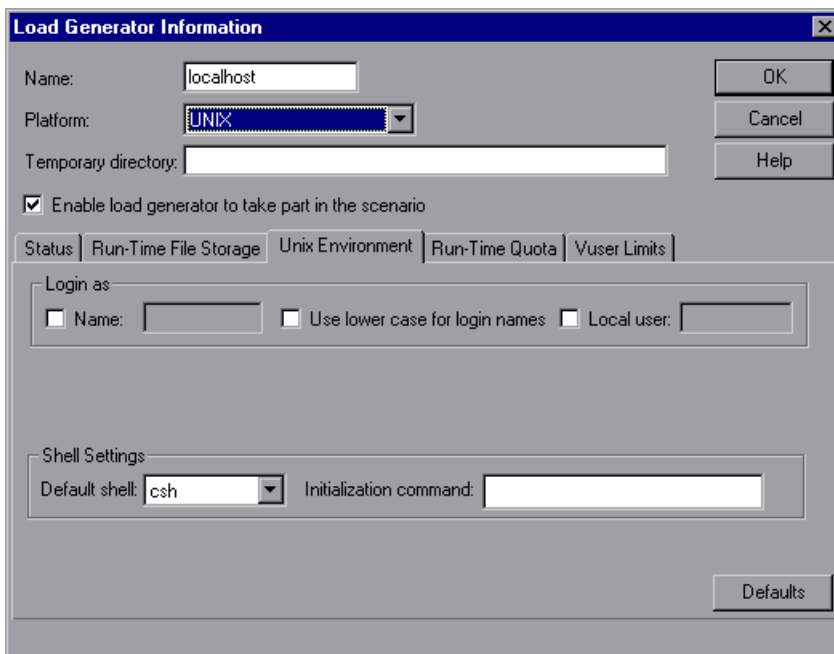 Load Generator Information
Name: localhost OK
Platform: UNIX Cancel
Temporary directory: Help
Enable load generator to take part in the scenario
Status Run-Time File Storage Unix Environment Run-Time Quota Vuser Limits
Login as
Name: Use lower case for login names Local user:
Shell Settings
Default shell: csh Initialization command:
Defaults